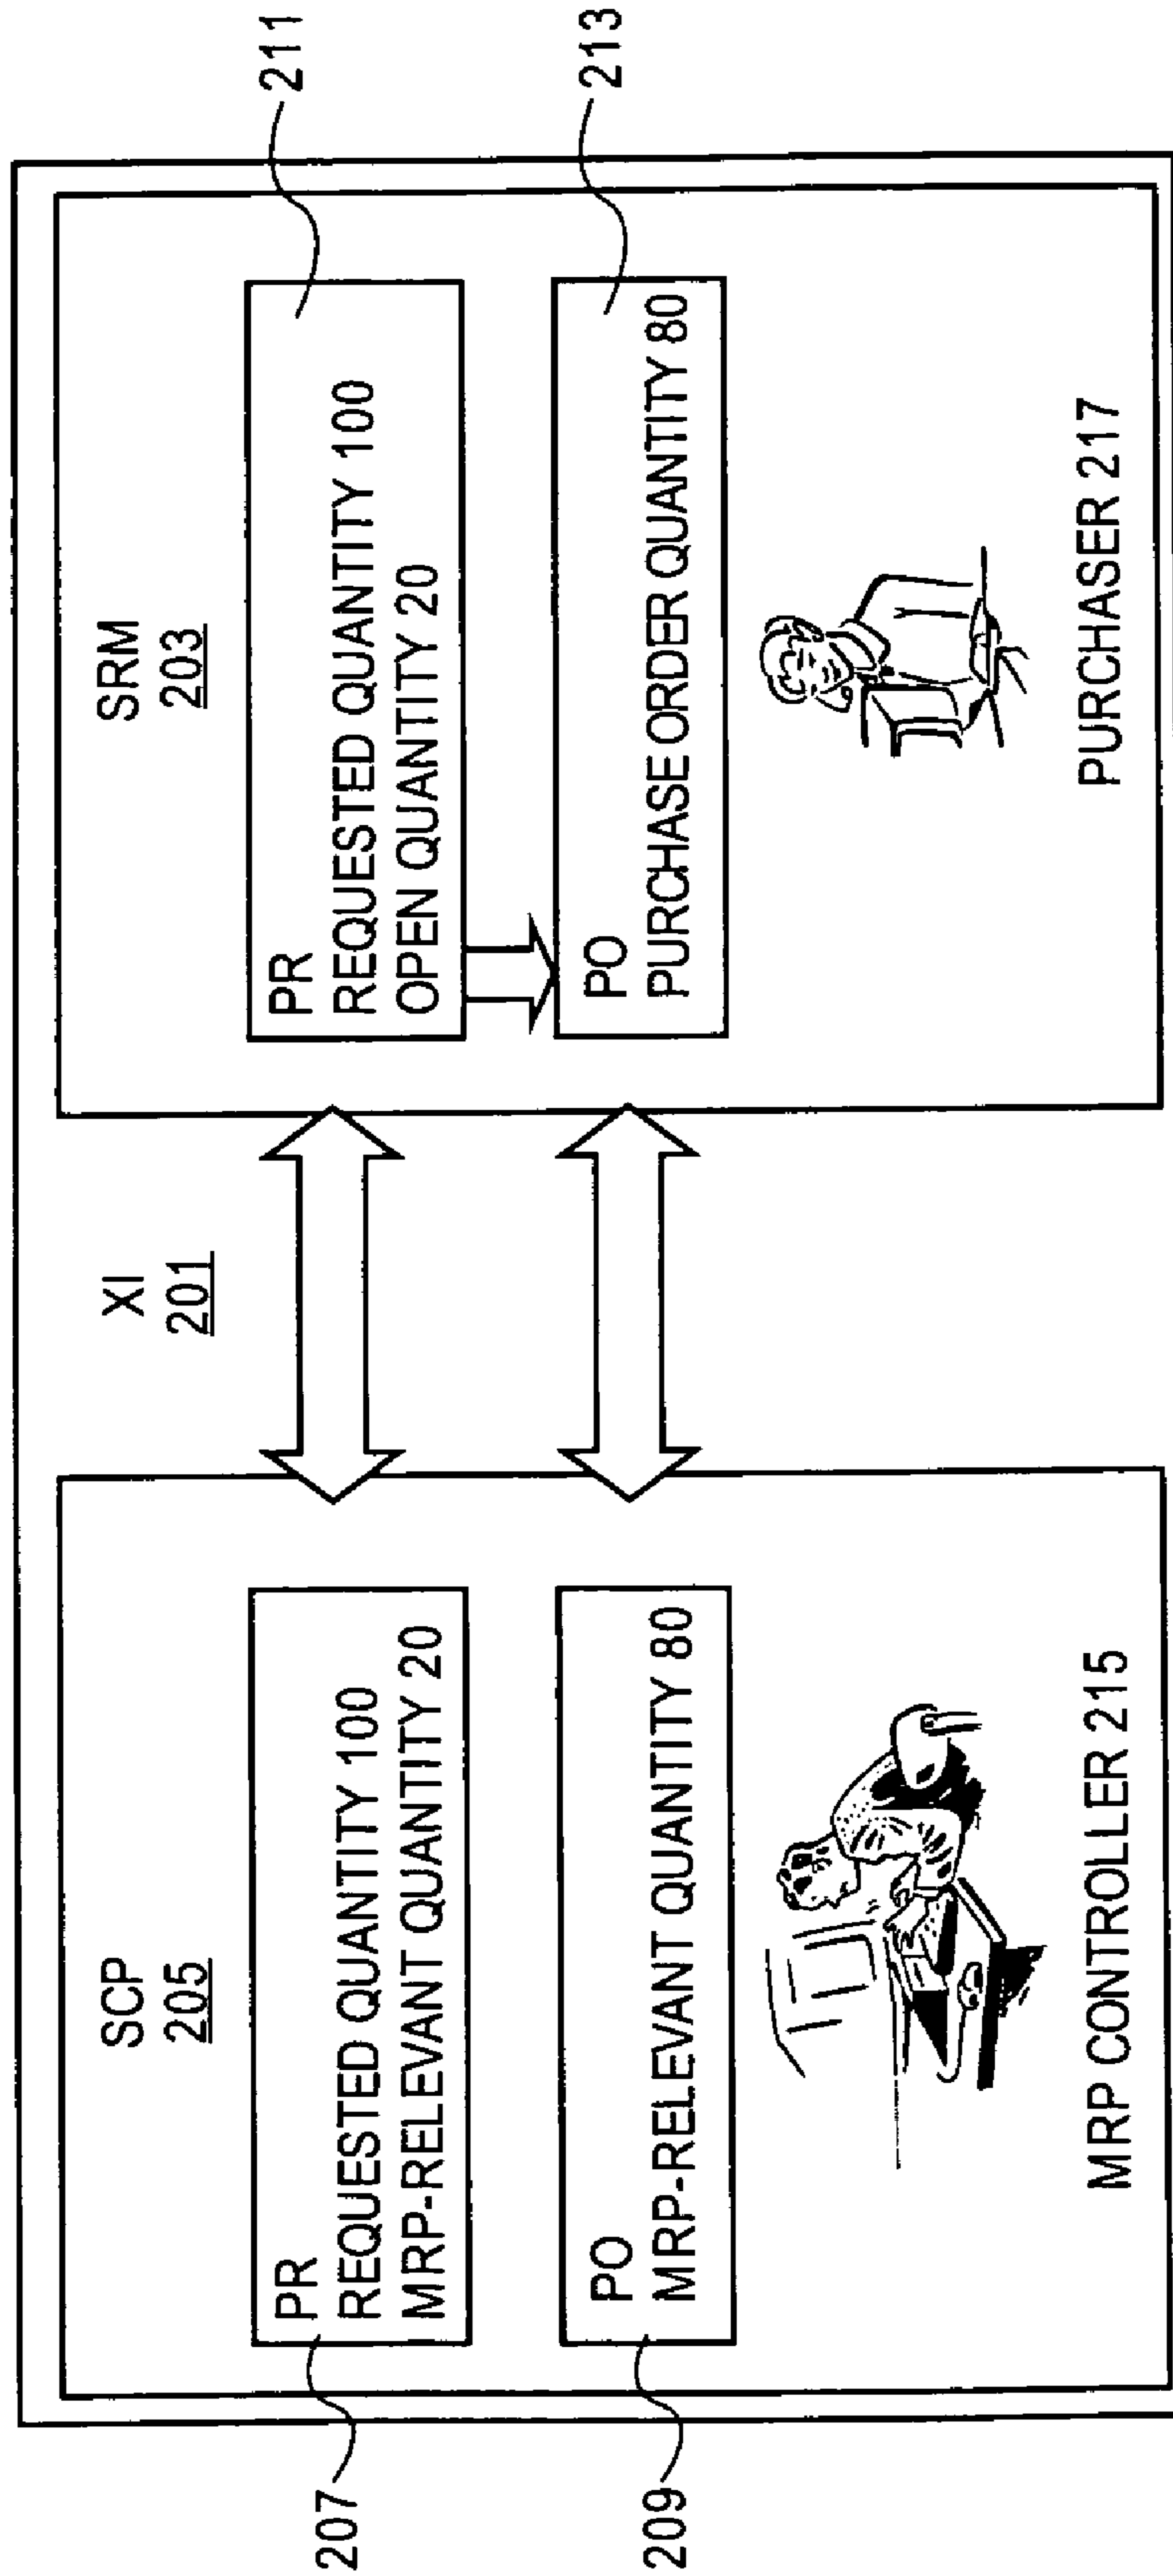 XI
201
SCP
205
PR
REQUESTED QUANTITY 100
MRP-RELEVANT QUANTITY 20
PO
MRP-RELEVANT QUANTITY 80
MRP CONTROLLER 215
207
209
SRM
203
PR
REQUESTED QUANTITY 100
OPEN QUANTITY 20
PO
PURCHASE ORDER QUANTITY 80
PURCHASER 217
211
213